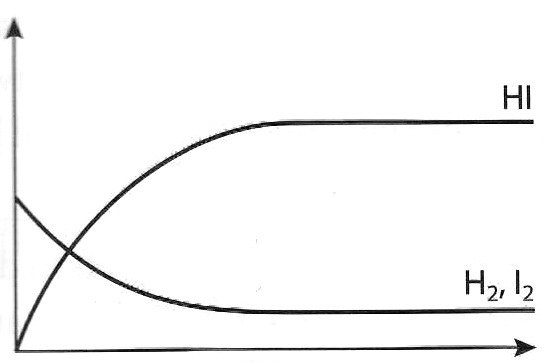 HI
H₂, I₂